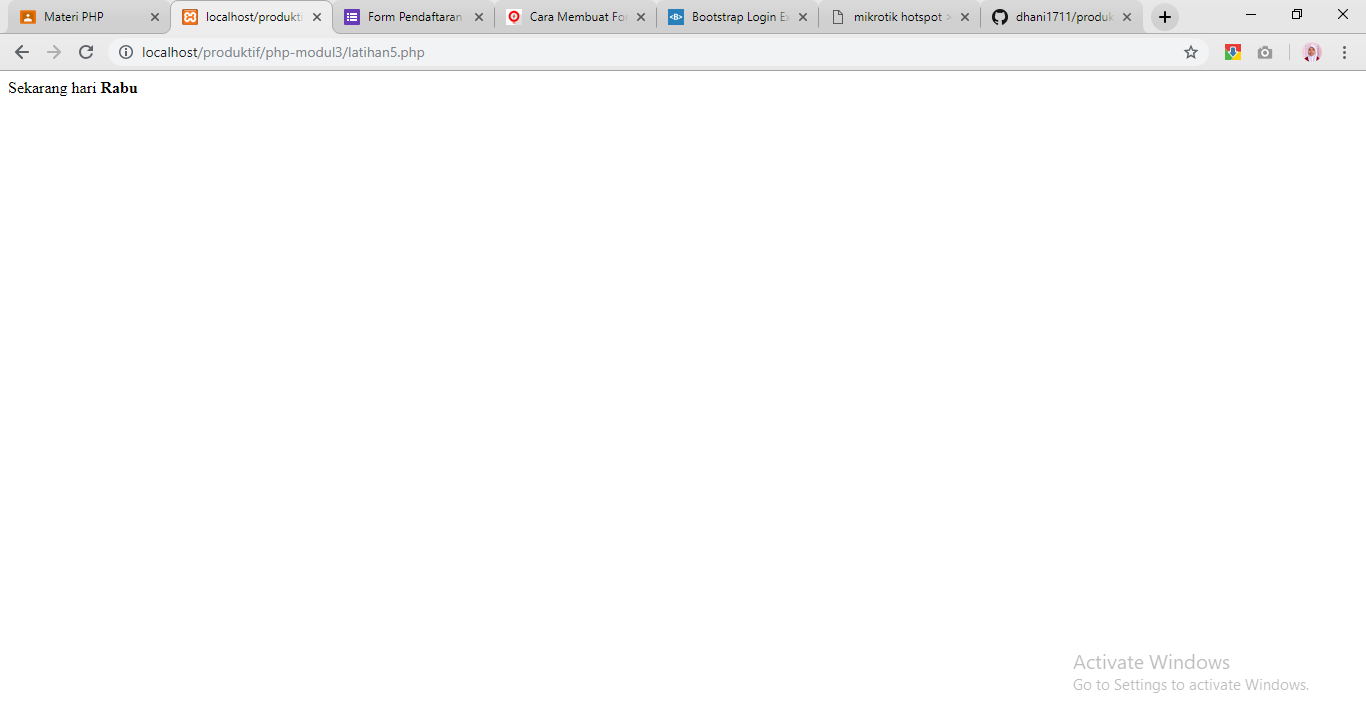 Materi PHP
localhost/produkti
Form Pendaftaran
Cara Membuat For
Bootstrap Login Ex
mikrotik hotspot >
dhani1711/produk
localhost/produktif/php-modul3/latihan5.php
Sekarang hari Rabu
Activate Windows
Go to Settings to activate Windows.